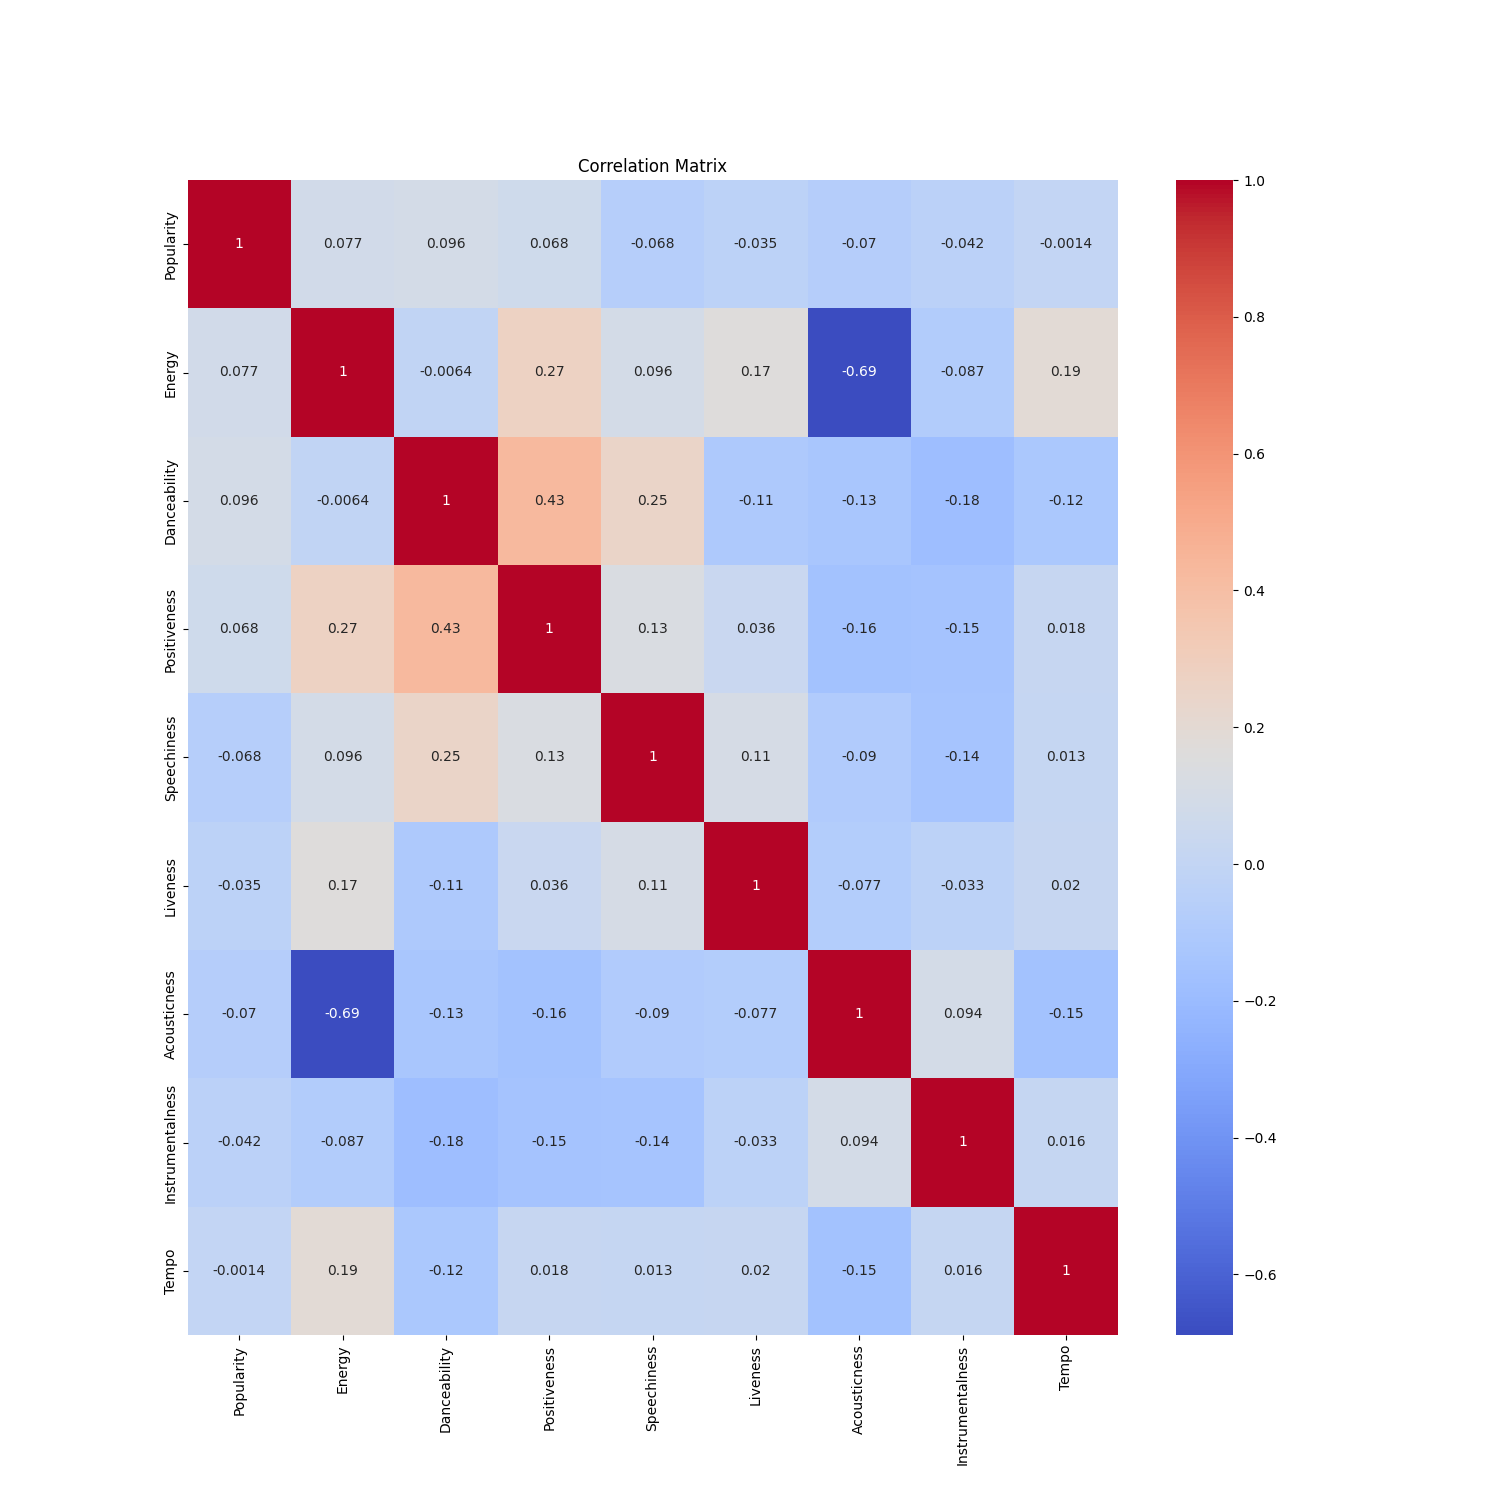 Correlation Matrix
Popularity 1 0.077 0.096 0.068 -0.068 -0.035 -0.07 -0.042 -0.0014
Energy 0.077 1 -0.0064 0.27 0.096 0.17 -0.69 -0.087 0.19
Danceability 0.096 -0.0064 1 0.43 0.25 -0.11 -0.13 -0.18 -0.12
Positiveness 0.068 0.27 0.43 1 0.13 0.036 -0.16 -0.15 0.018
Speechiness -0.068 0.096 0.25 0.13 1 0.11 -0.09 -0.14 0.013
Liveness -0.035 0.17 -0.11 0.036 0.11 1 -0.077 -0.033 0.02
Acousticness -0.07 -0.69 -0.13 -0.16 -0.09 -0.077 1 0.094 -0.15
Instrumentalness -0.042 -0.087 -0.18 -0.15 -0.14 -0.033 0.094 1 0.016
Tempo -0.0014 0.19 -0.12 0.018 0.013 0.02 -0.15 0.016 1
Popularity Energy Danceability Positiveness Speechiness Liveness Acousticness Instrumentalness Tempo
1.0
0.8
0.6
0.4
0.2
0.0
−0.2
−0.4
−0.6